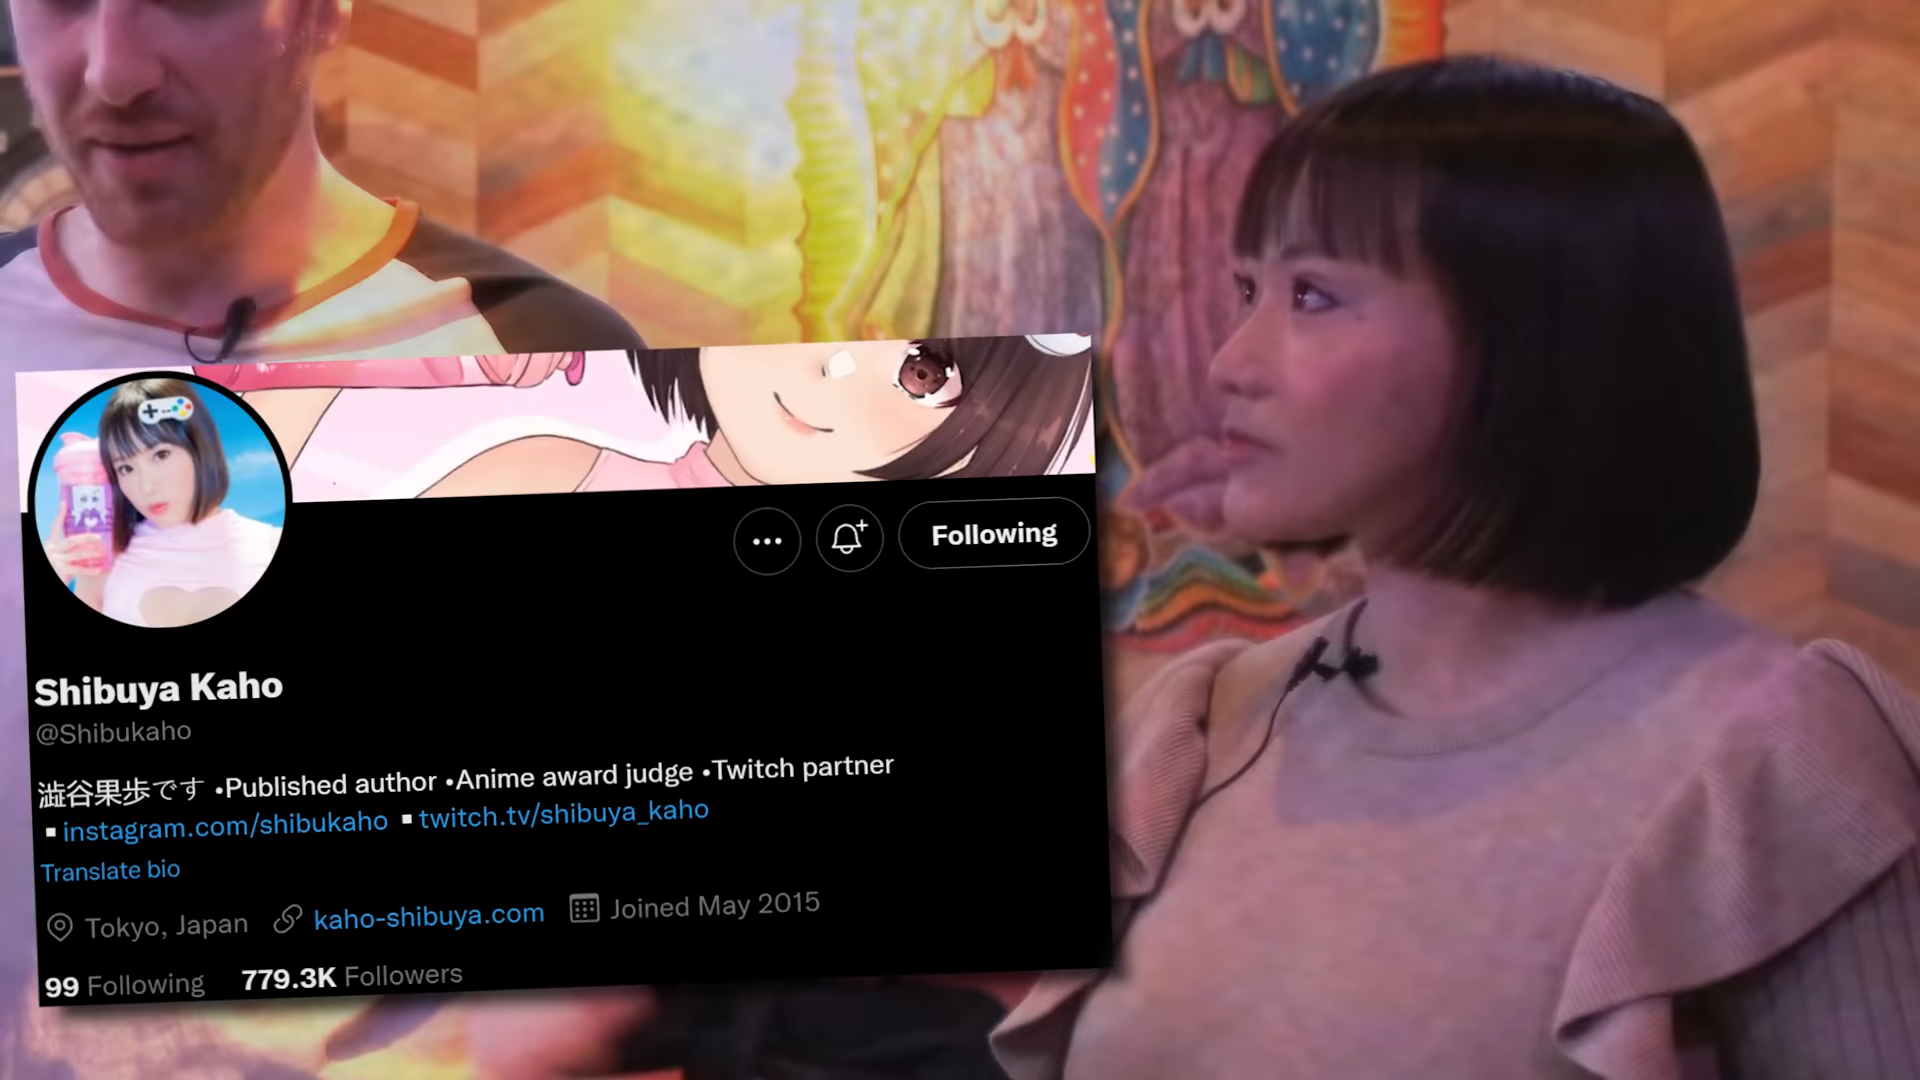 Following
Shibuya Kaho
@Shibukaho
澁谷果歩です •Published author •Anime award judge •Twitch partner
▪instagram.com/shibukaho ▪twitch.tv/shibuya_kaho
Translate bio
Tokyo, Japan kaho-shibuya.com Joined May 2015
99 Following 779.3K Followers